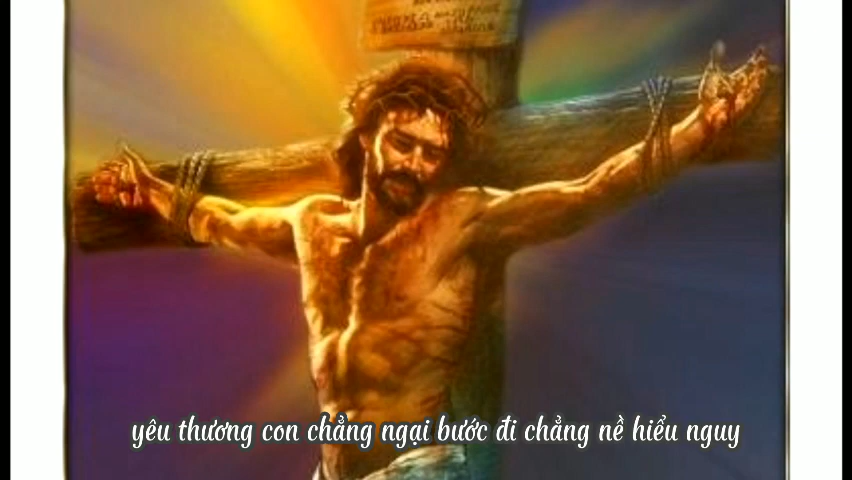 yêu thương con chẳng ngại bước đi chẳng nề hiểu nguy